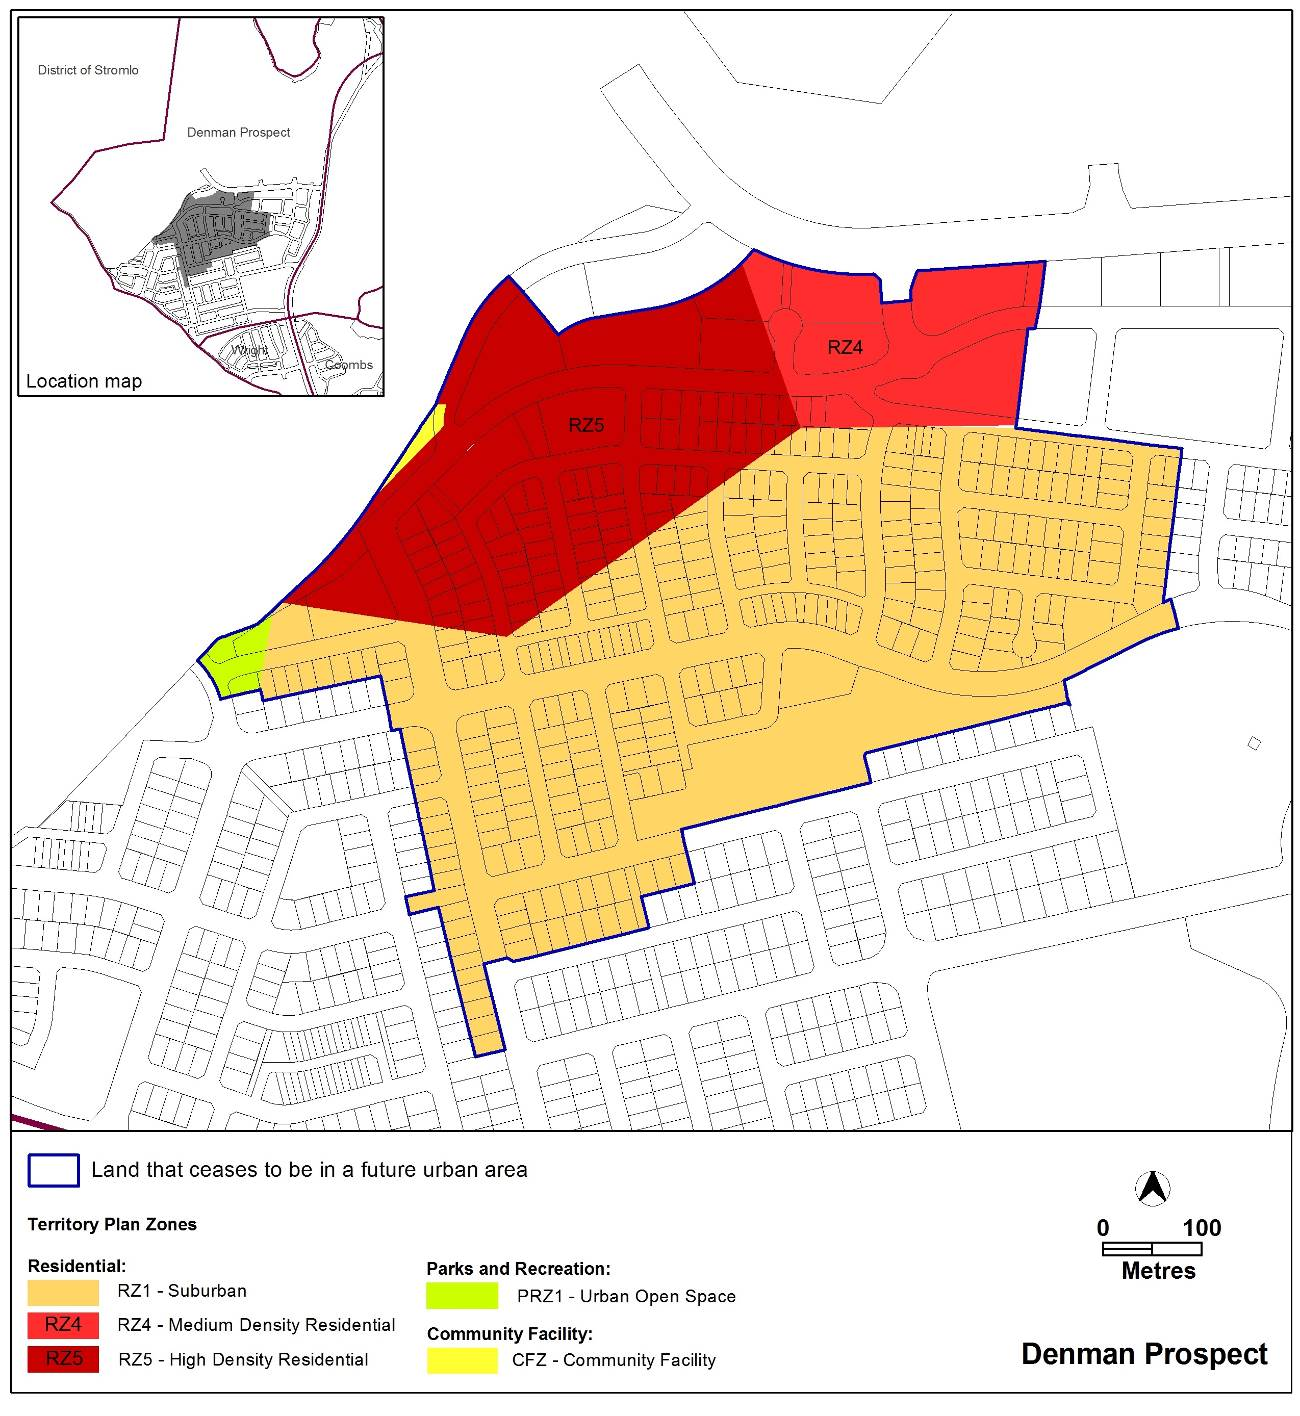 District of Stromlo
Denman Prospect
Wright
Coombs
Location map
RZ4
RZ5
Land that ceases to be in a future urban area
Territory Plan Zones
Residential:
RZ1 - Suburban
RZ4 RZ4 - Medium Density Residential
RZ5 RZ5 - High Density Residential
Parks and Recreation:
PRZ1 - Urban Open Space
Community Facility:
CFZ - Community Facility
0 100
Metres
Denman Prospect